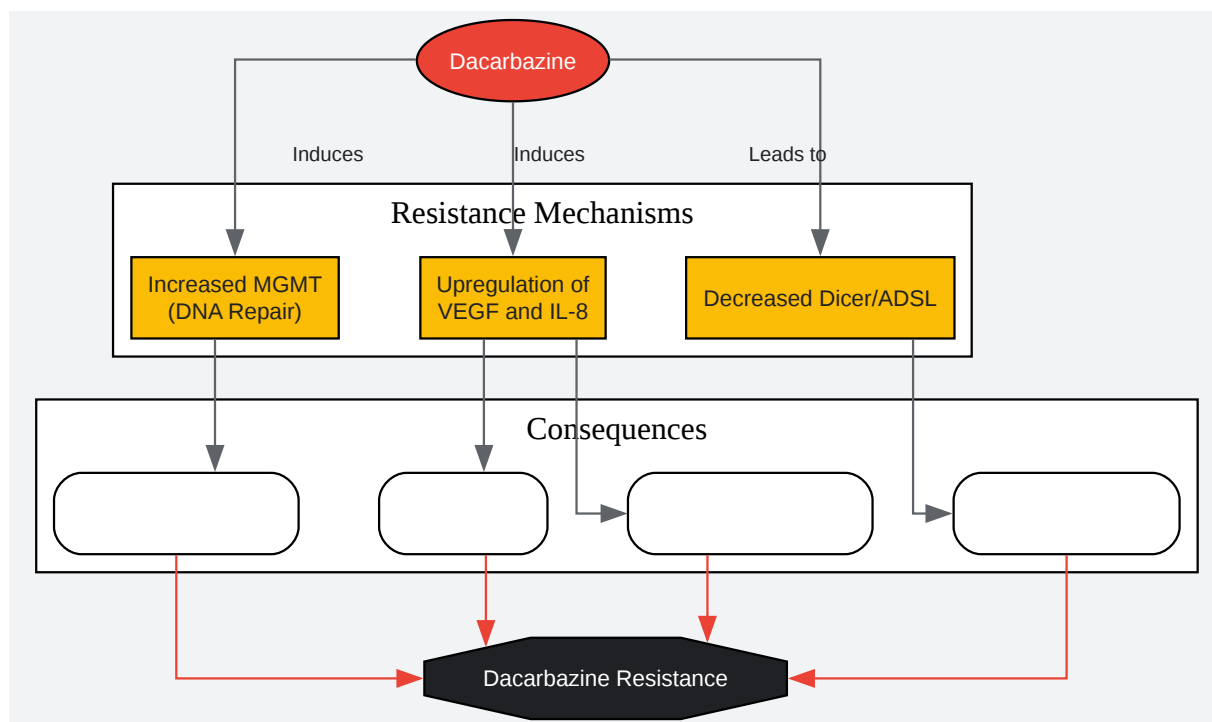 Dacarbazine
Induces
Induces
Leads to
Resistance Mechanisms
Increased MGMT
(DNA Repair)
Upregulation of
VEGF and IL-8
Decreased Dicer/ADSL
Consequences
Dacarbazine Resistance